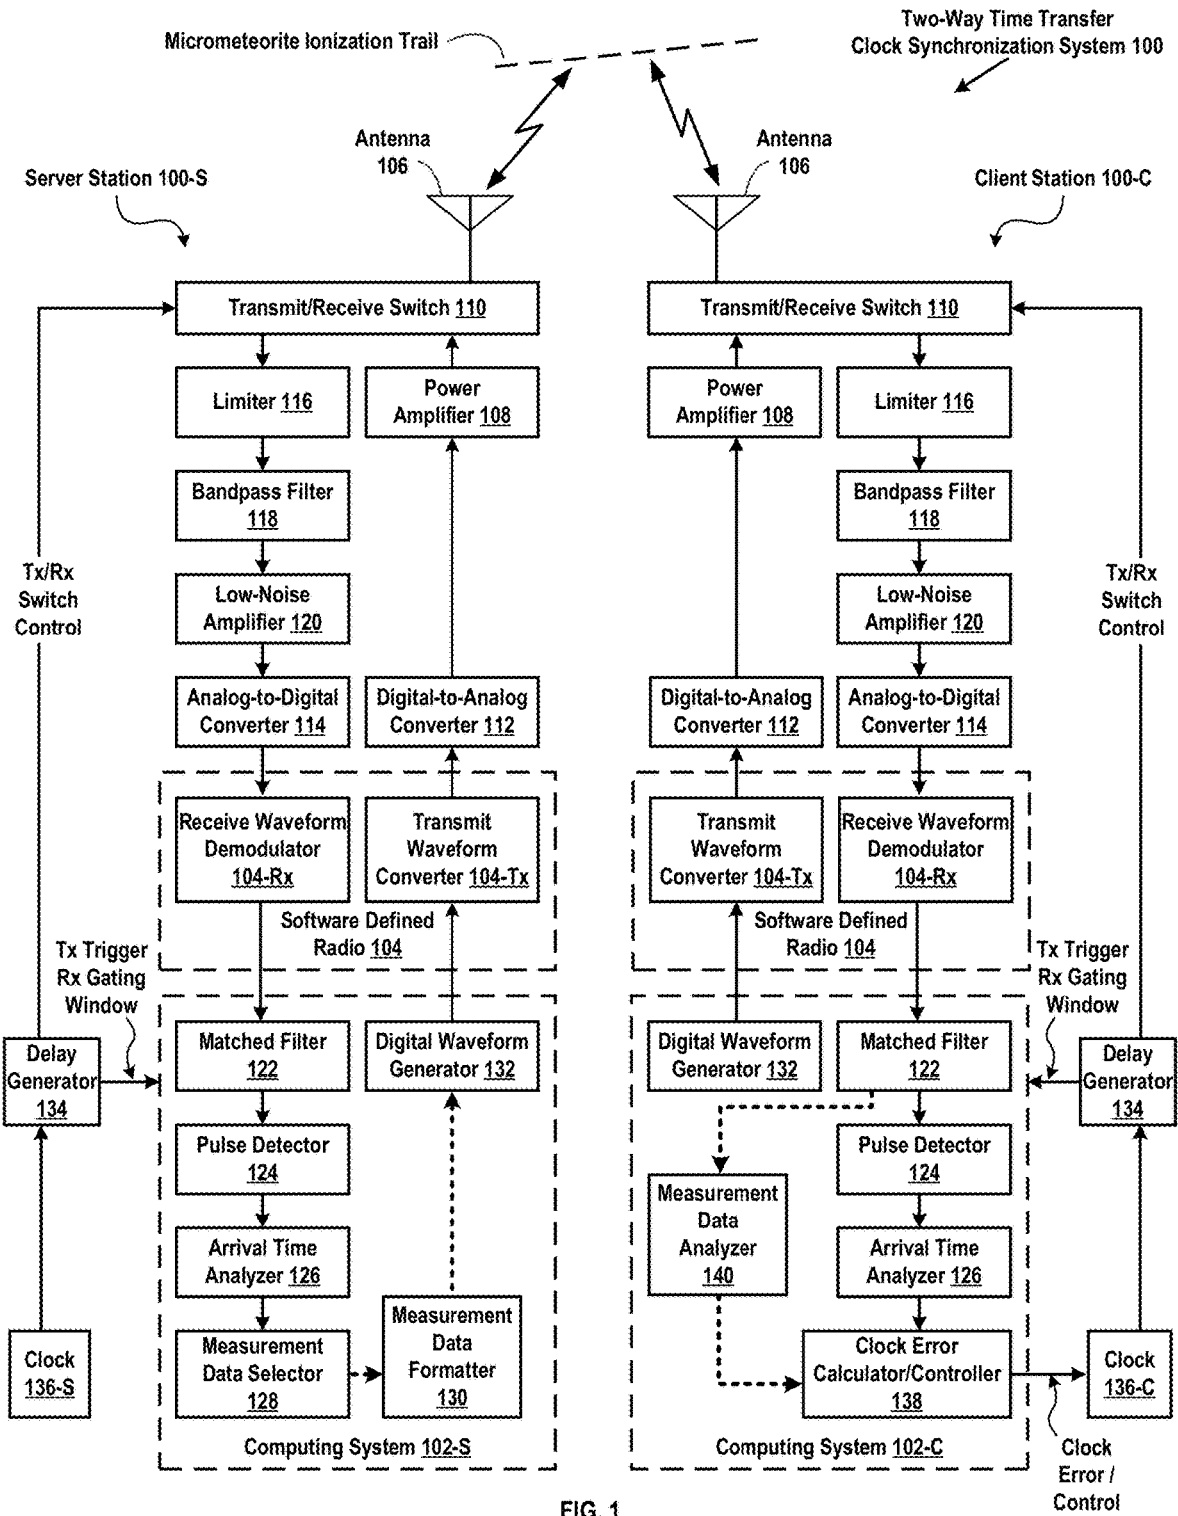 Two-Way Time Transfer
Clock Synchronization System 100
Micrometeorite Ionization Trail
Antenna
106
Antenna
106
Server Station 100-S
Client Station 100-C
Transmit/Receive Switch 110
Limiter 116
Power
Amplifier 108
Bandpass Filter
118
Low-Noise
Amplifier 120
Tx/Rx
Switch
Control
Analog-to-Digital
Converter 114
Digital-to-Analog
Converter 112
Receive Waveform
Demodulator
104-Rx
Transmit
Waveform
Converter 104-Tx
Software Defined
Radio 104
Tx Trigger
Rx Gating
Window
Delay
Generator
134
Matched Filter
122
Digital Waveform
Generator 132
Pulse Detector
124
Arrival Time
Analyzer 126
Clock
136-S
Measurement
Data Selector
128
Measurement
Data
Formatter
130
Computing System 102-S
Transmit/Receive Switch 110
Power
Amplifier 108
Limiter 116
Bandpass Filter
118
Low-Noise
Amplifier 120
Tx/Rx
Switch
Control
Digital-to-Analog
Converter 112
Analog-to-Digital
Converter 114
Transmit
Waveform
Converter 104-Tx
Receive Waveform
Demodulator
104-Rx
Software Defined
Radio 104
Tx Trigger
Rx Gating
Window
Digital Waveform
Generator 132
Matched Filter
122
Delay
Generator
134
Pulse Detector
124
Measurement
Data
Analyzer
140
Arrival Time
Analyzer 126
Clock Error
Calculator/Controller
138
Clock
136-C
Computing System 102-C
Clock
Error /
Control
FIG. 1